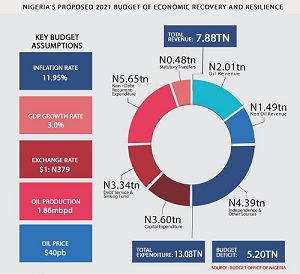 NIGERIA'S PROPOSED 2021 BUDGET OF ECONOMIC RECOVERY AND RESILIENCE
KEY BUDGET
ASSUMPTIONS
INFLATION RATE
11.95%
GDP GROWTH RATE
3.0%
EXCHANGE RATE
$1: N379
OIL PRODUCTION
1.86mbpd
OIL PRICE
$40pb
TOTAL
REVENUE:
7.88TN
N0.48tn
Statutory Transfers
N2.01tn
Oil Revenue
N5.65tn
Non - Debt
Recurrent
Expenditure
N1.49tn
Non Oil Revenue
N3.34tn
Debt Service &
Sinking Fund
N4.39tn
Independence &
Other Sources
N3.60tn
Capital Expenditure
TOTAL
EXPENDITURE:
13.08TN
BUDGET
DEFICIT:
5.20TN
SOURCE: BUDGET OFFICE OF NIGERIA